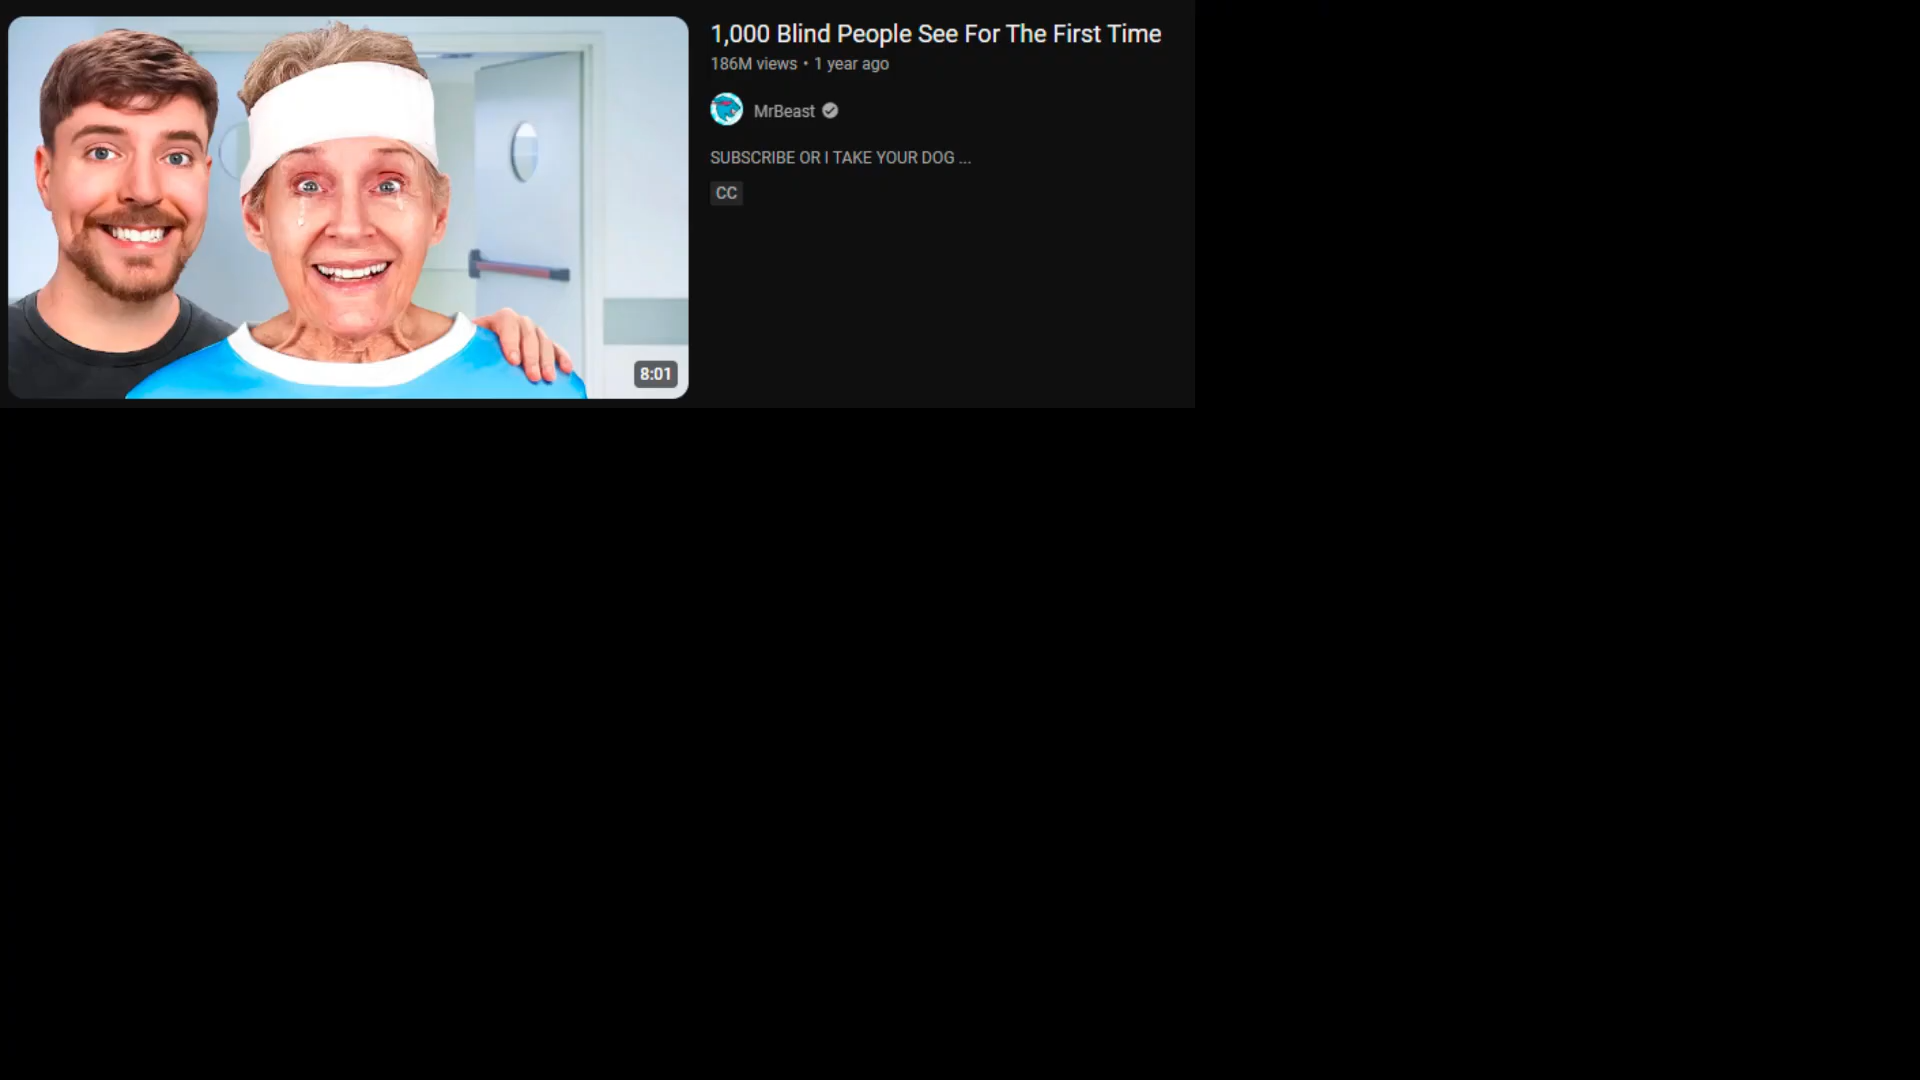 1,000 Blind People See For The First Time
186M views • 1 year ago
MrBeast
SUBSCRIBE OR I TAKE YOUR DOG ...
CC
8:01